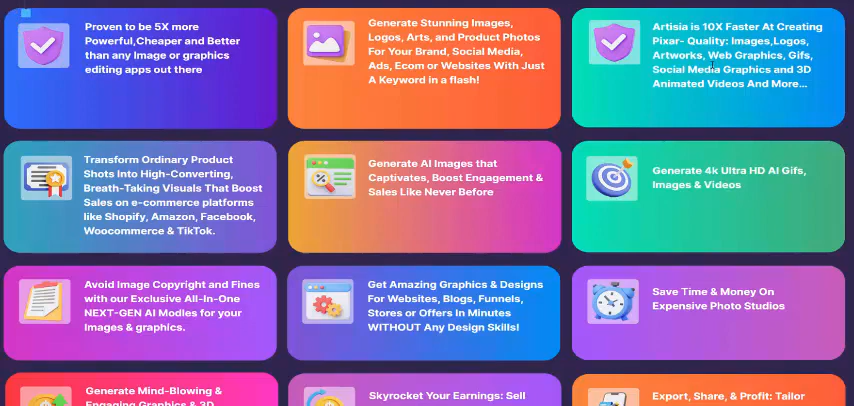 Proven to be 5X more
Powerful,Cheaper and Better
than any Image or graphics
editing apps out there
Generate Stunning Images,
Logos, Arts, and Product Photos
For Your Brand, Social Media,
Ads, Ecom or Websites With Just
A Keyword in a flash!
Artisia is 10X Faster At Creating
Pixar- Quality: Images,Logos,
Artworks, Web Graphics, Gifs,
Social Media Graphics and 3D
Animated Videos And More...
Transform Ordinary Product
Shots Into High-Converting,
Breath-Taking Visuals That Boost
Sales on e-commerce platforms
like Shopify, Amazon, Facebook,
Woocommerce & TikTok.
Generate AI Images that
Captivates, Boost Engagement &
Sales Like Never Before
Generate 4k Ultra HD AI Gifs,
Images & Videos
Avoid Image Copyright and Fines
with our Exclusive All-In-One
NEXT-GEN AI Modles for your
Images & graphics.
Get Amazing Graphics & Designs
For Websites, Blogs, Funnels,
Stores or Offers In Minutes
WITHOUT Any Design Skills!
Save Time & Money On
Expensive Photo Studios
Generate Mind-Blowing &
Engaging Graphics & 3D
Skyrocket Your Earnings: Sell
Export, Share, & Profit: Tailor